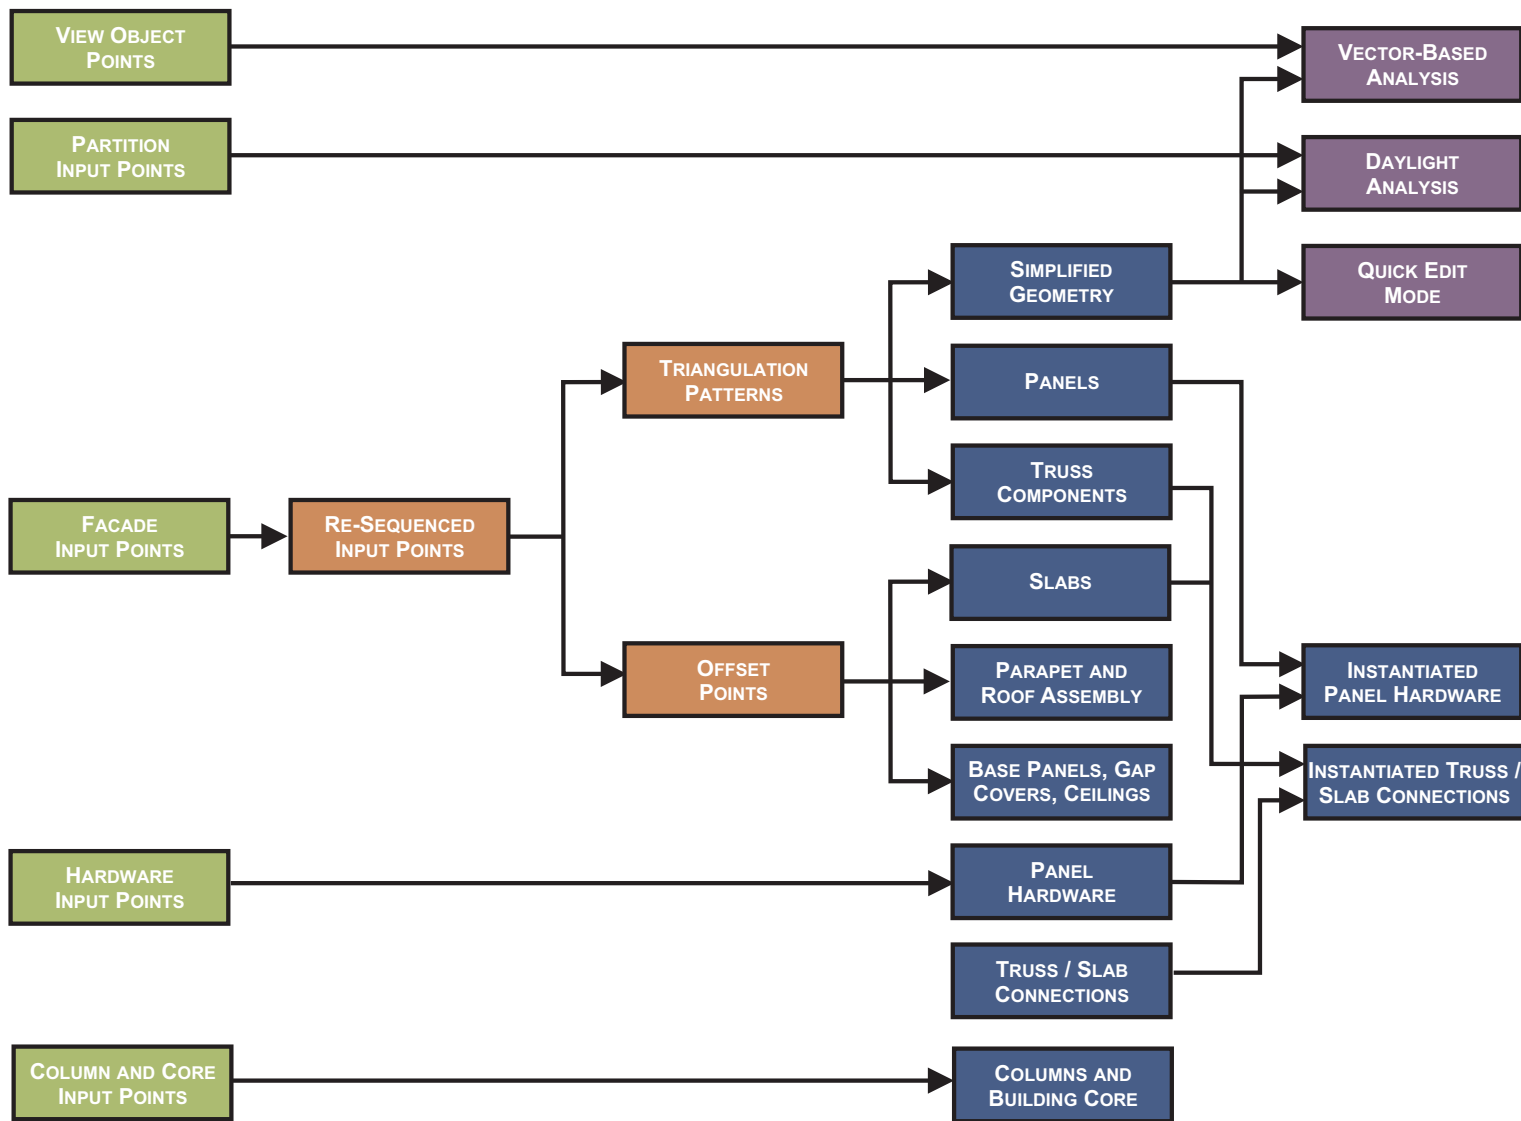 VIEW OBJECT
POINTS
VECTOR-BASED
ANALYSIS
PARTITION
INPUT POINTS
DAYLIGHT
ANALYSIS
SIMPLIFIED
GEOMETRY
QUICK EDIT
MODE
TRIANGULATION
PATTERNS
PANELS
TRUSS
COMPONENTS
FACADE
INPUT POINTS
RE-SEQUENCED
INPUT POINTS
SLABS
OFFSET
POINTS
PARAPET AND
ROOF ASSEMBLY
INSTANTIATED
PANEL HARDWARE
BASE PANELS, GAP
COVERS, CEILINGS
INSTANTIATED TRUSS /
SLAB CONNECTIONS
HARDWARE
INPUT POINTS
PANEL
HARDWARE
TRUSS / SLAB
CONNECTIONS
COLUMN AND CORE
INPUT POINTS
COLUMNS AND
BUILDING CORE